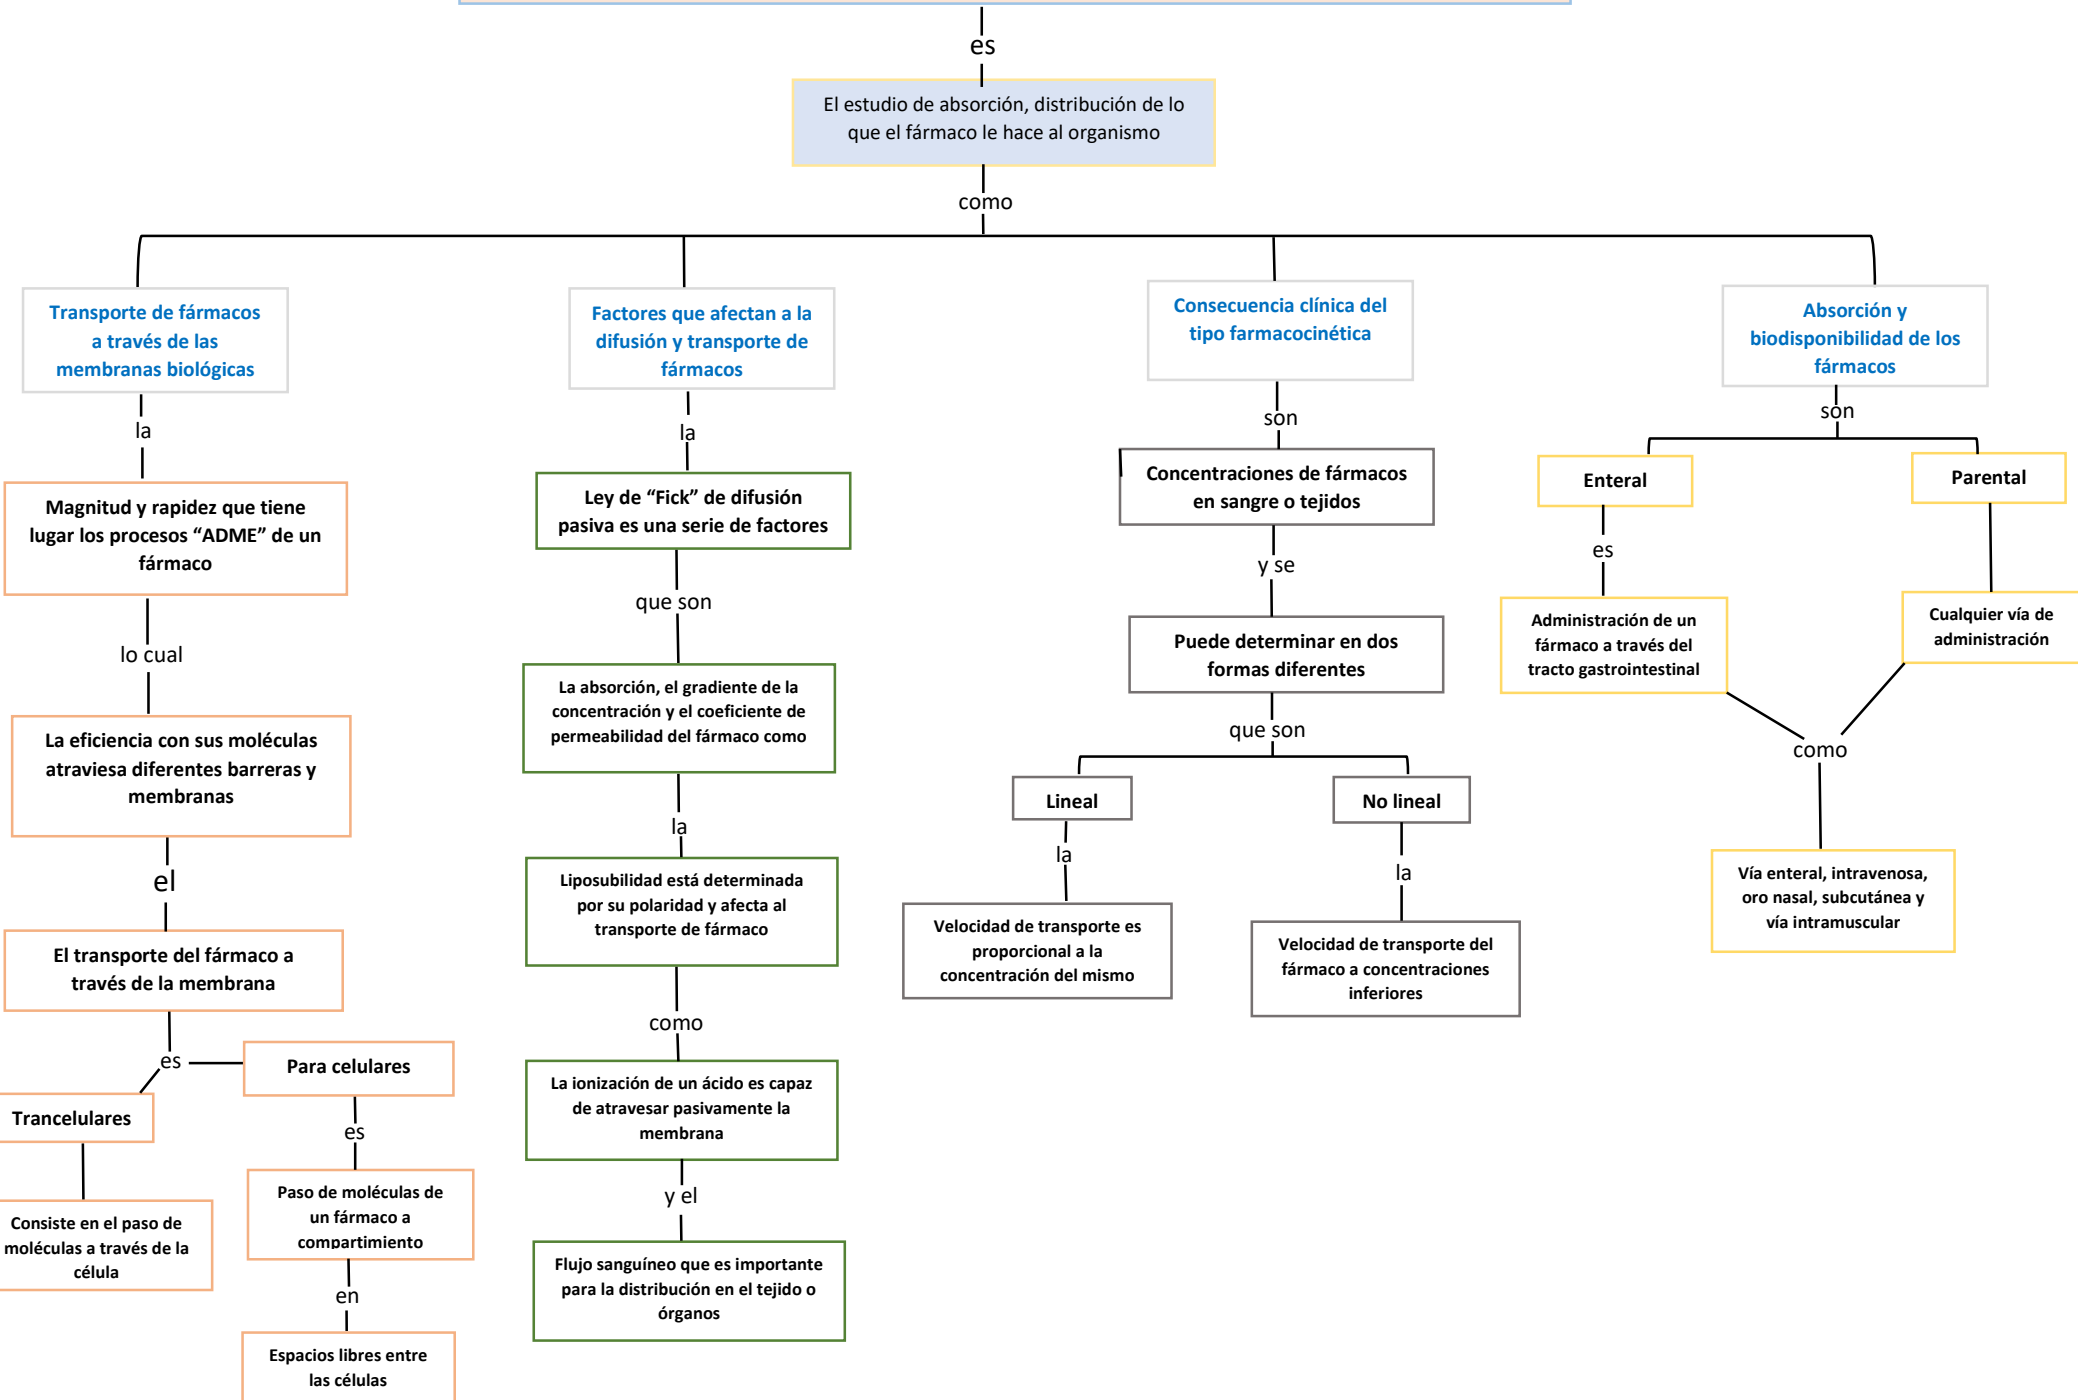 es
El estudio de absorción, distribución de lo
que el fármaco le hace al organismo
como
Transporte de fármacos
a través de las
membranas biológicas
la
Magnitud y rapidez que tiene
lugar los procesos “ADME” de un
fármaco
lo cual
La eficiencia con sus moléculas
atraviesa diferentes barreras y
membranas
el
El transporte del fármaco a
través de la membrana
es
Para celulares
Trancelulares
es
Consiste en el paso de
moléculas a través de la
célula
Paso de moléculas de
un fármaco a
compartimiento
en
Espacios libres entre
las células
Factores que afectan a la
difusión y transporte de
fármacos
la
Ley de “Fick” de difusión
pasiva es una serie de factores
que son
La absorción, el gradiente de la
concentración y el coeficiente de
permeabilidad del fármaco como
la
Liposubilidad está determinada
por su polaridad y afecta al
transporte de fármaco
como
La ionización de un ácido es capaz
de atravesar pasivamente la
membrana
y el
Flujo sanguíneo que es importante
para la distribución en el tejido o
órganos
Consecuencia clínica del
tipo farmacocinética
son
Concentraciones de fármacos
en sangre o tejidos
y se
Puede determinar en dos
formas diferentes
que son
Lineal
la
Velocidad de transporte es
proporcional a la
concentración del mismo
No lineal
la
Velocidad de transporte del
fármaco a concentraciones
inferiores
Absorción y
biodisponibilidad de los
fármacos
son
Enteral
es
Administración de un
fármaco a través del
tracto gastrointestinal
Parental
Cualquier vía de
administración
como
Vía enteral, intravenosa,
oro nasal, subcutánea y
vía intramuscular